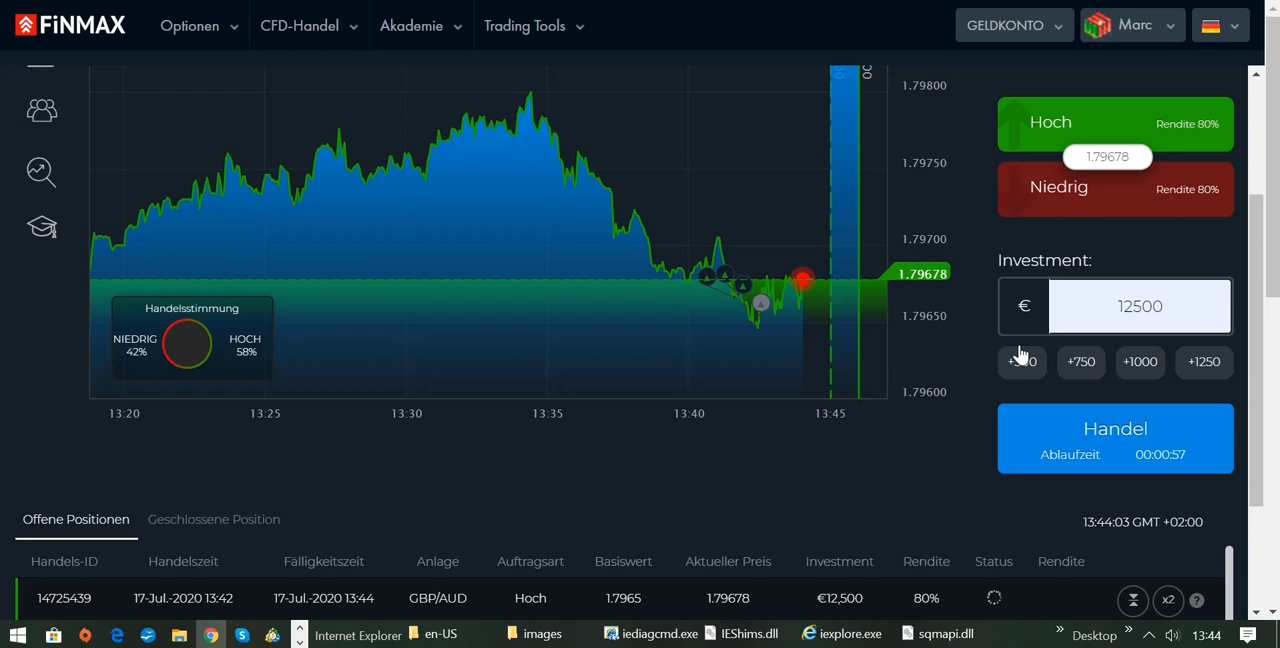 FiNMAX Optionen CFD-Handel Akademie Trading Tools GELDKONTO Marc
1.79800
1.79750
1.79700
1.79678
1.79650
1.79600
Handelsstimmung
NIEDRIG HOCH
42% 58%
13:20 13:25 13:30 13:35 13:40 13:45
Hoch Rendite 80%
1.79678
Niedrig Rendite 80%
Investment:
€ 12500
+750 +1000 +1250
Handel
Ablaufzeit 00:00:57
Offene Positionen Geschlossene Position 13:44:03 GMT +02:00
Handels-ID Handelszeit Fälligkeitszeit Anlage Auftragsart Basiswert Aktueller Preis Investment Rendite Status Rendite
14725439 17-Jul.-2020 13:42 17-Jul.-2020 13:44 GBP/AUD Hoch 1.7965 1.79678 €12,500 80% x2 ?
Internet Explorer en-US images iediagcmd.exe IEShims.dll iexplore.exe sqmapi.dll Desktop 13:44